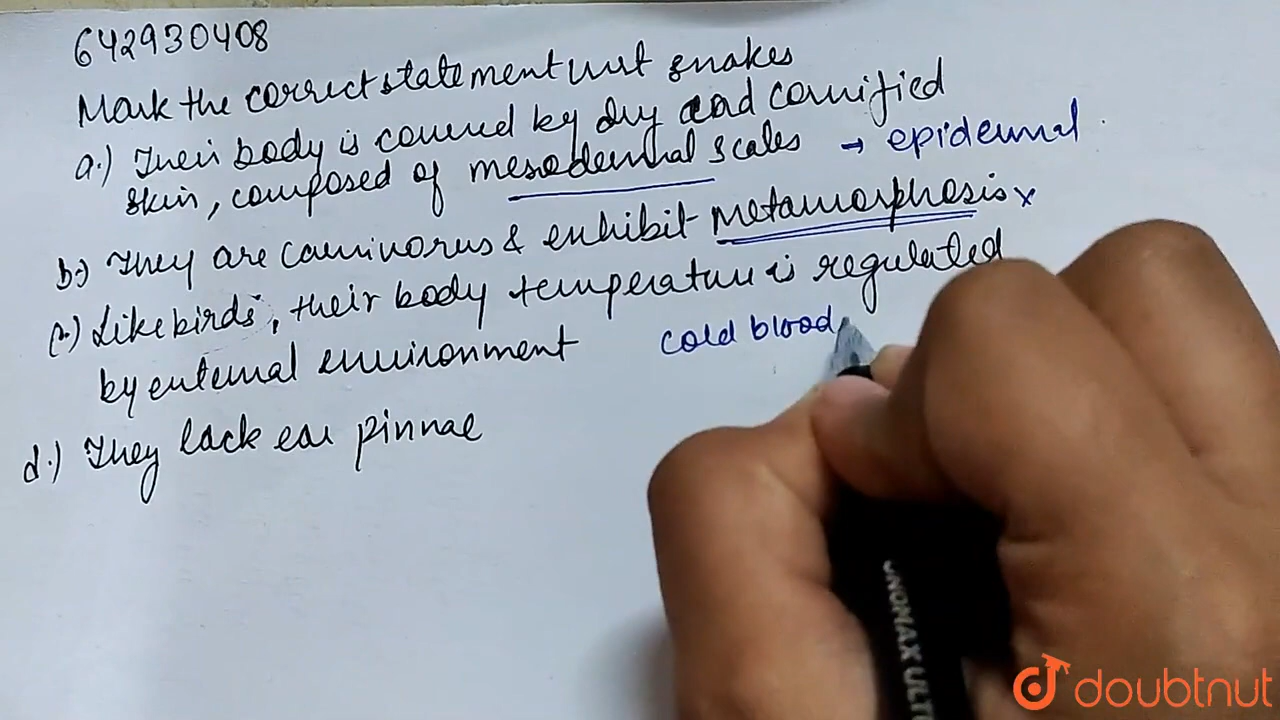 642930408
Mark the correct statement wrt snakes
a.) Their body is covered by dry and cornified
skin, composed of mesodermal scales → epidermal
b.) They are carnivorus & exhibit metamorphosis x
(c.) Like birds, their body temperature is regulated
by external environment cold blood
d.) They lack ear pinnae
UNOMAX ULT
doubtnut